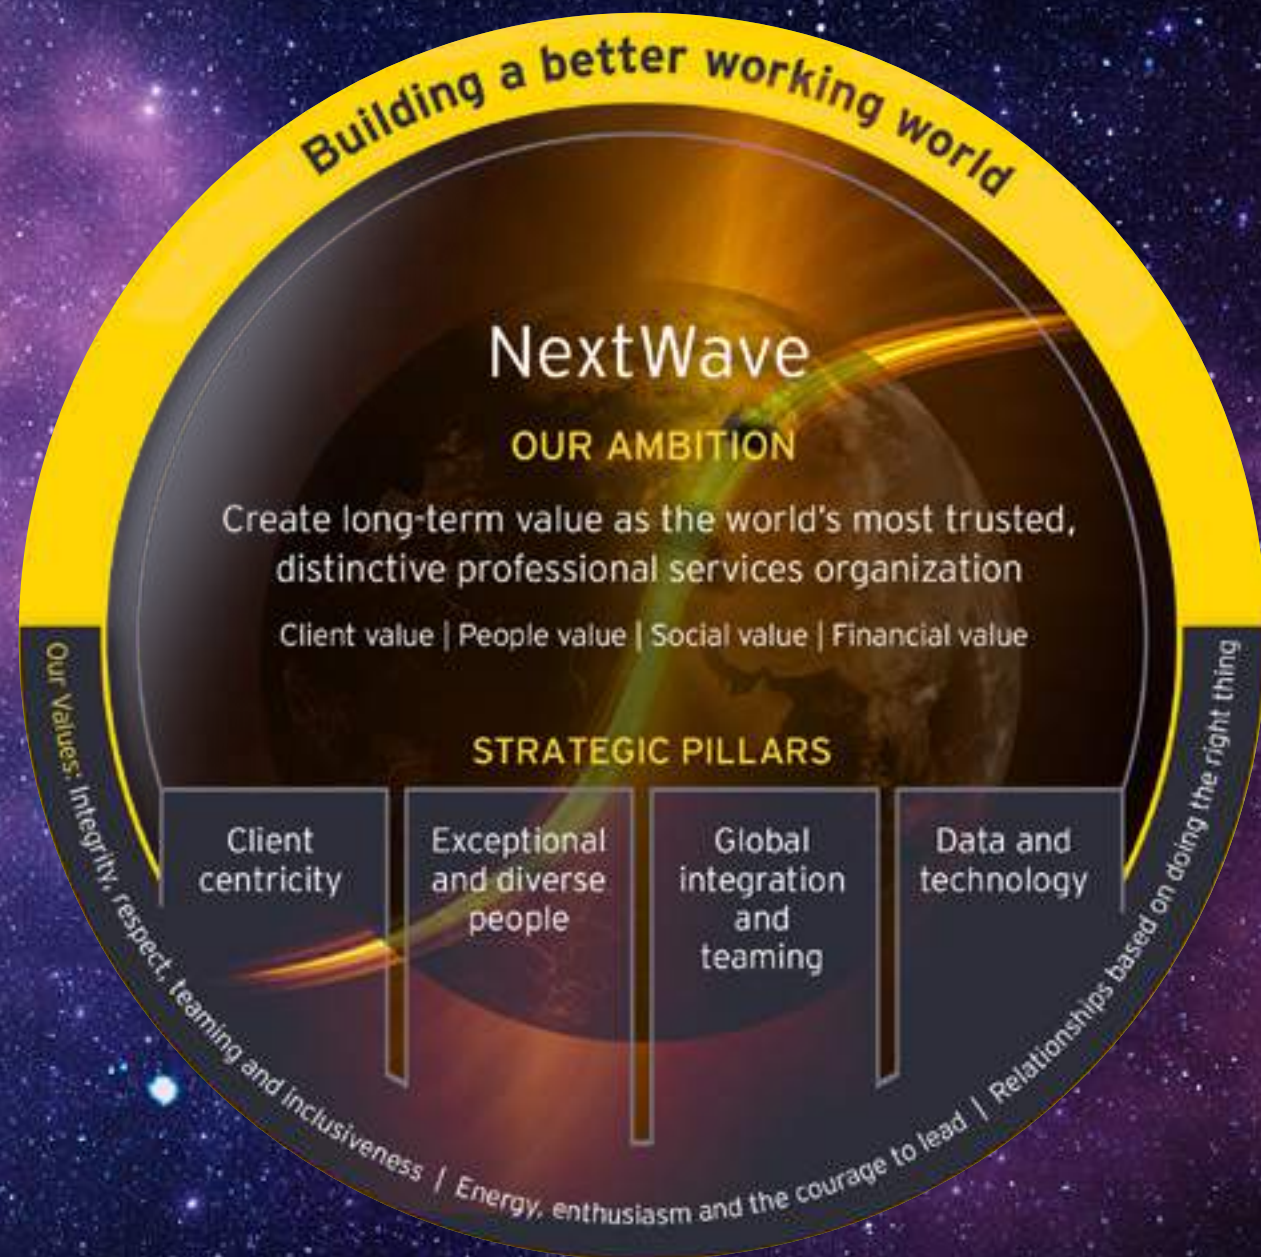 Building a better working world
NextWave
OUR AMBITION
Create long-term value as the world's most trusted,
distinctive professional services organization
Client value | People value | Social value | Financial value
STRATEGIC PILLARS
Client
centricity
Exceptional
and diverse
people
Global
integration
and
teaming
Data and
technology
Our Values: Integrity, respect, teaming and inclusiveness | Energy, enthusiasm and the courage to lead | Relationships based on doing the right thing